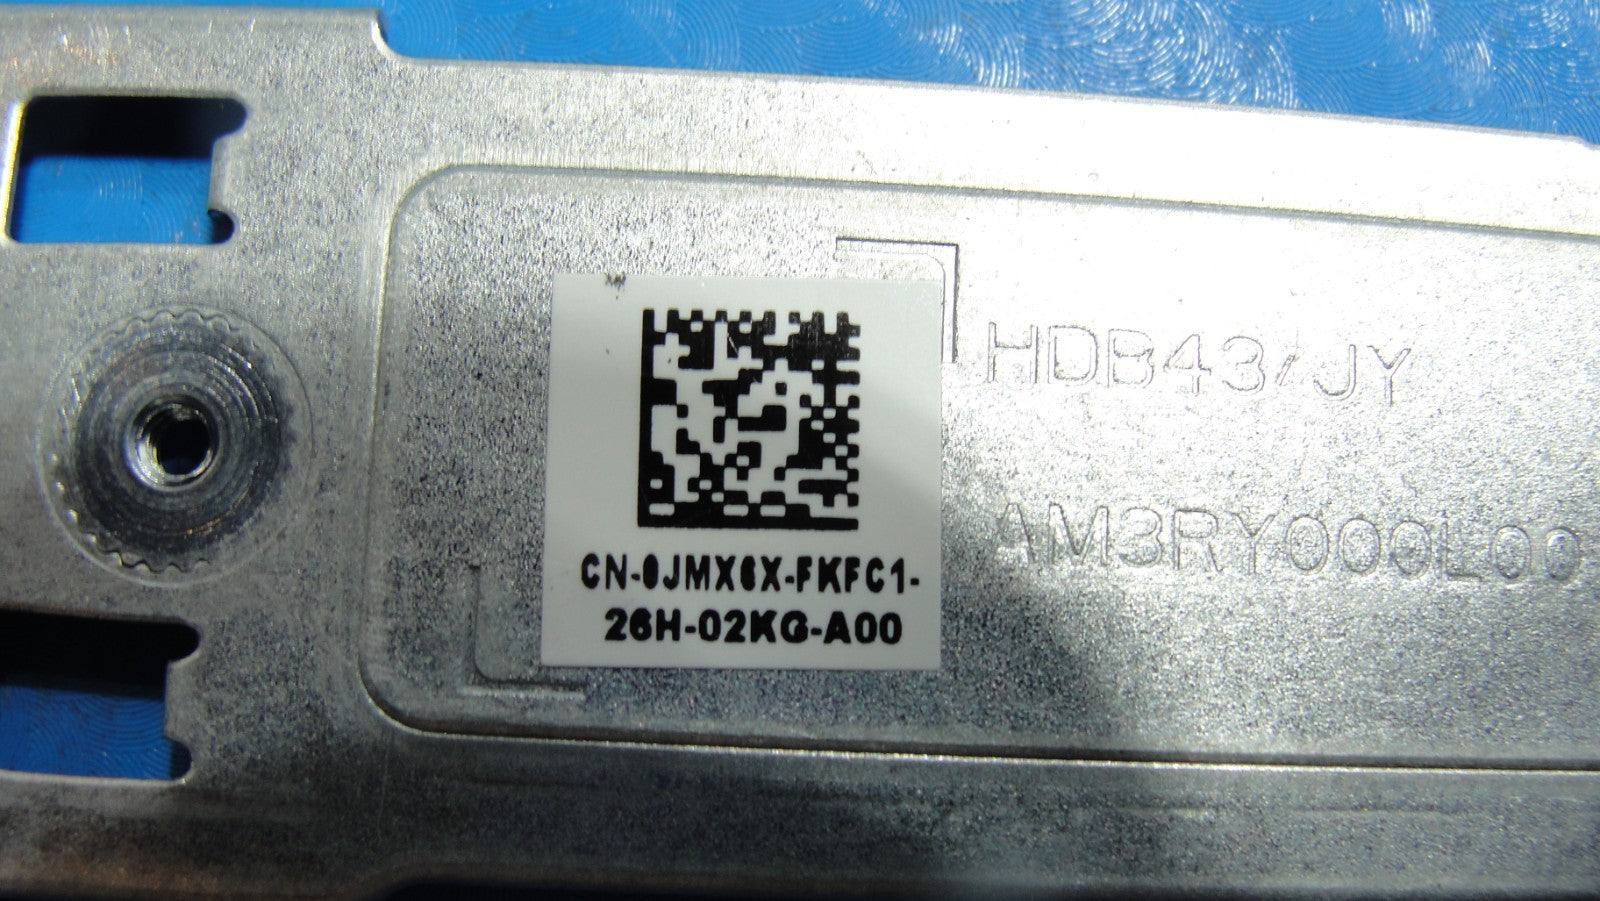 HDB43/JY
AM3RY000L00
CN-0JMX6X-FKFC1-
26H-02KG-A00